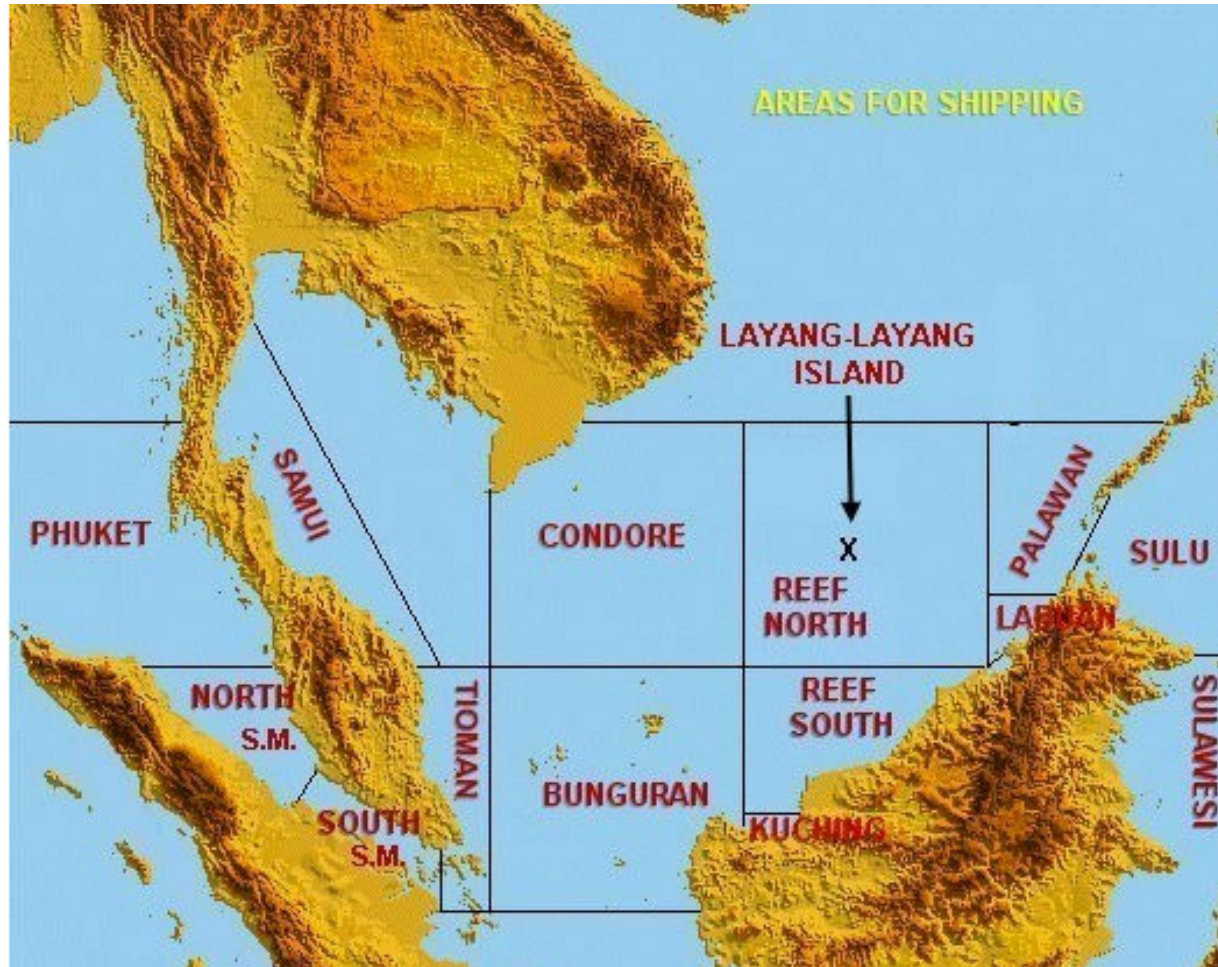 AREAS FOR SHIPPING
LAYANG-LAYANG
ISLAND
SAMUI
PHUKET
CONDORE
X
REEF
NORTH
PALAWAN
SULU
LABUAN
NORTH
S.M.
TIOMAN
REEF
SOUTH
SULAWESI
BUNGURAN
SOUTH
S.M.
KUCHING